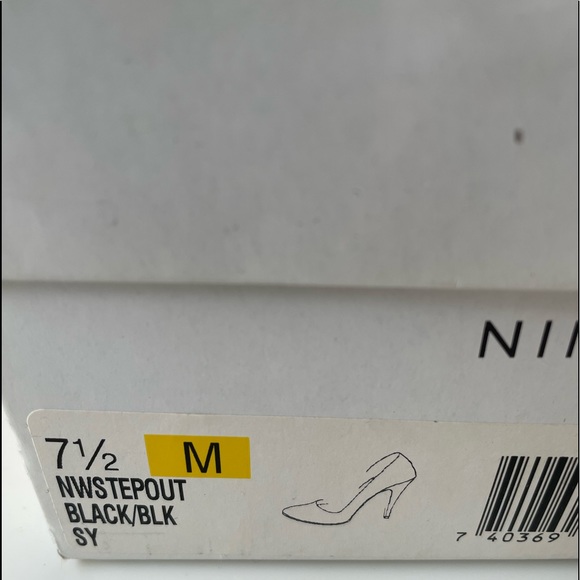 NI
7½ M
NWSTEPOUT
BLACK/BLK
SY
7 40369